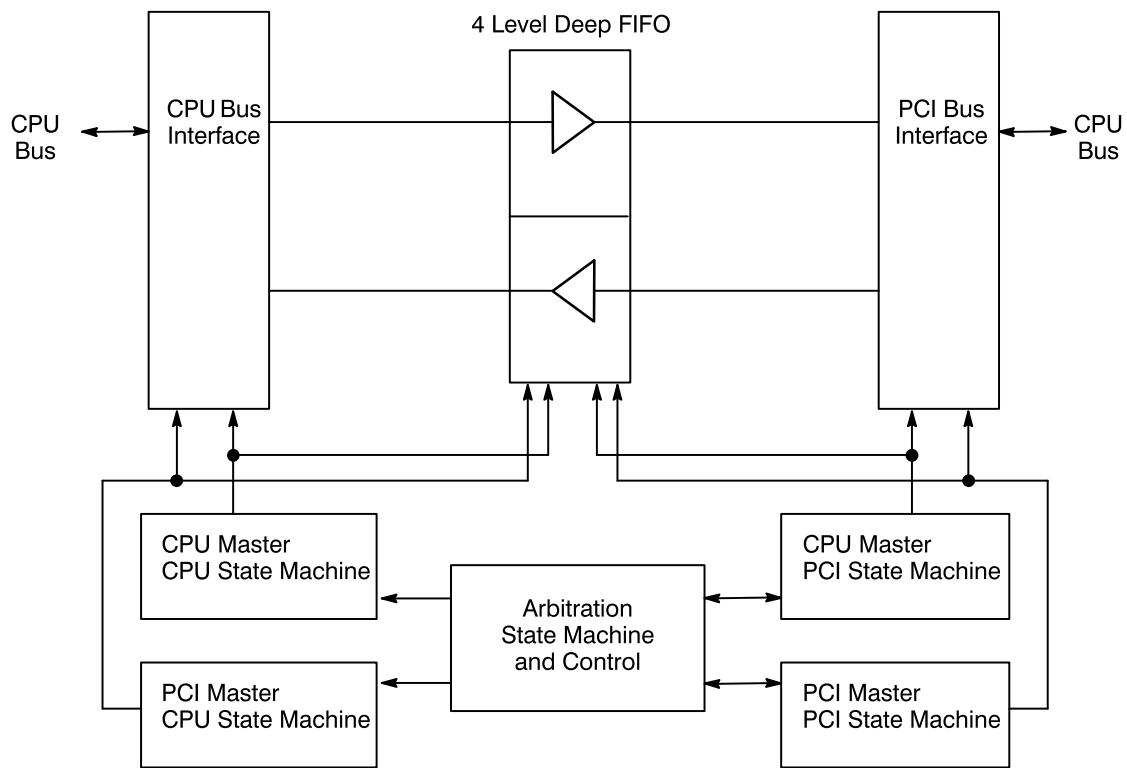 4 Level Deep FIFO
CPU
Bus
CPU Bus
Interface
PCI Bus
Interface
CPU
Bus
CPU Master
CPU State Machine
CPU Master
PCI State Machine
Arbitration
State Machine
and Control
PCI Master
CPU State Machine
PCI Master
PCI State Machine